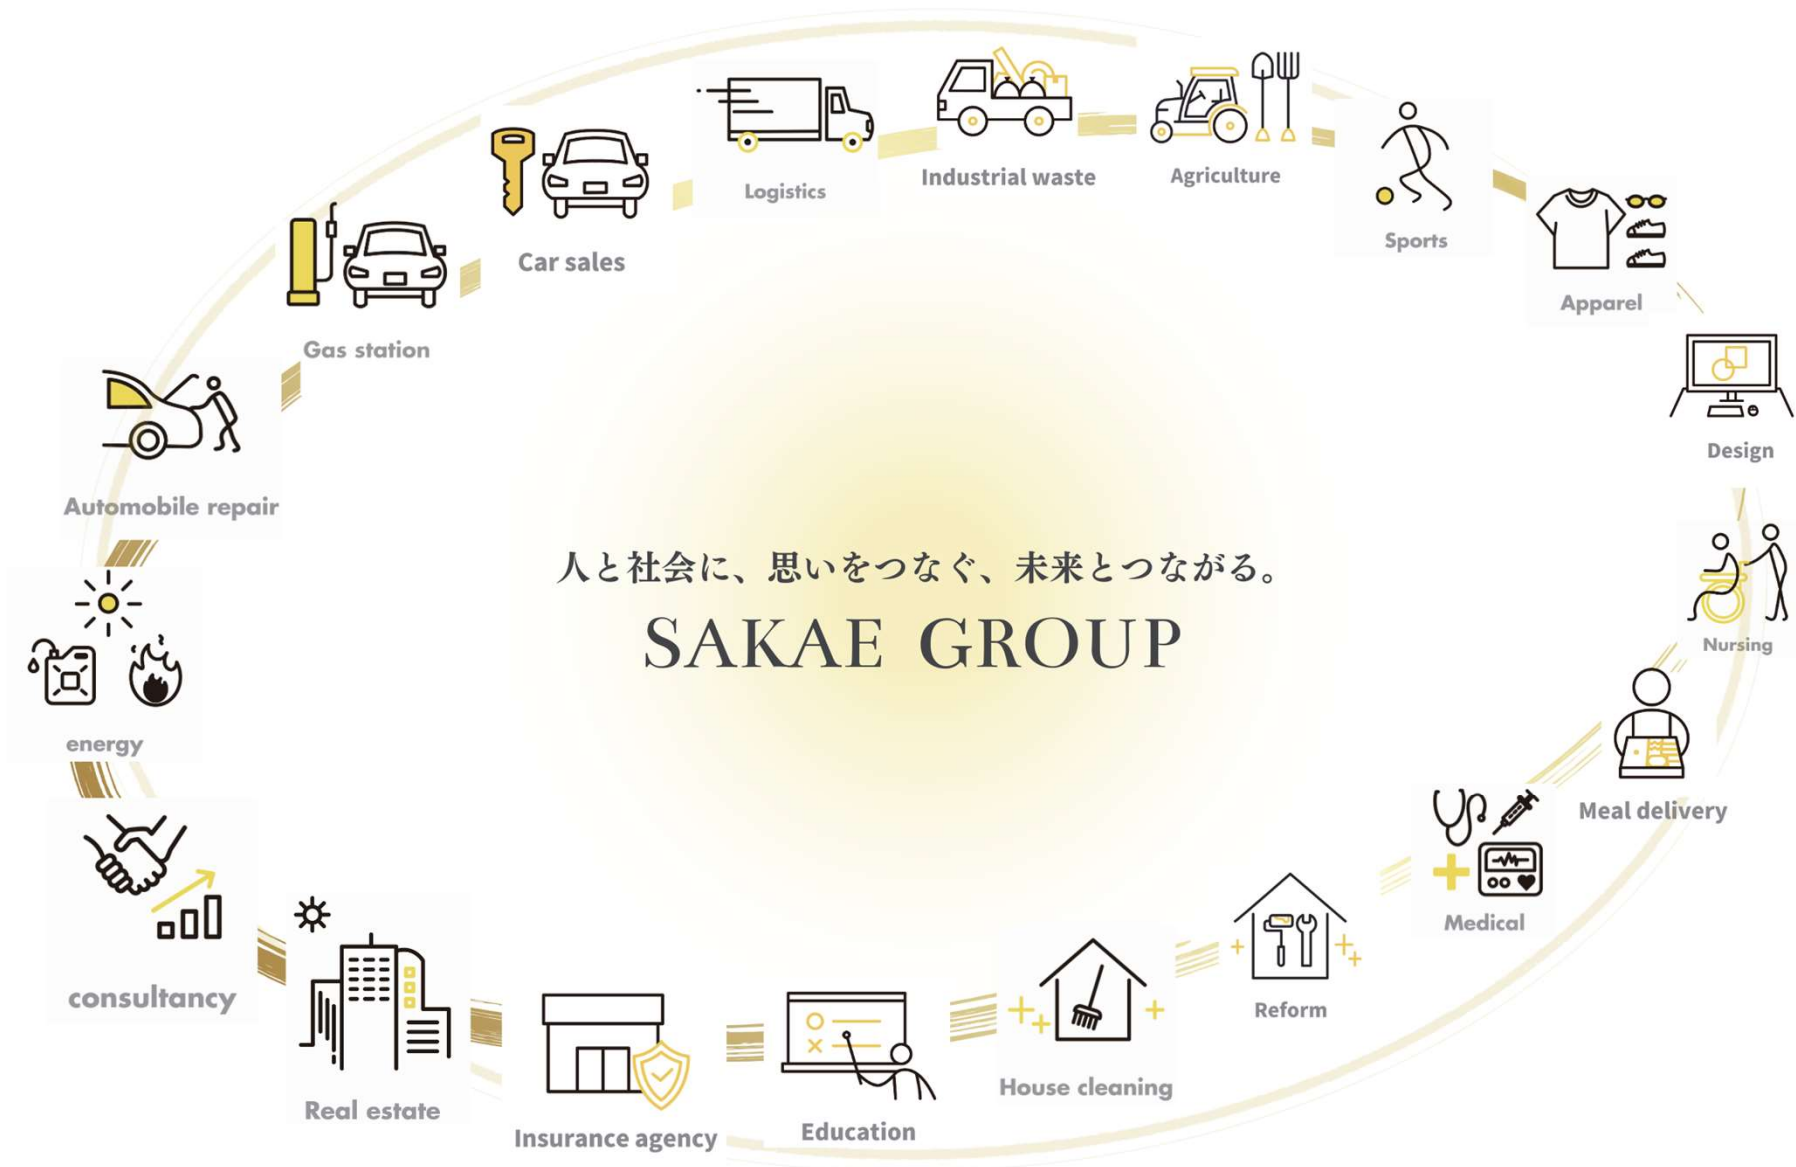 Logistics
Industrial waste
Agriculture
Sports
Car sales
Apparel
Gas station
Design
Automobile repair
人と社会に、思いをつなぐ、未来とつながる。
SAKAE GROUP
Nursing
energy
Meal delivery
Medical
consultancy
Reform
House cleaning
Real estate
Education
Insurance agency